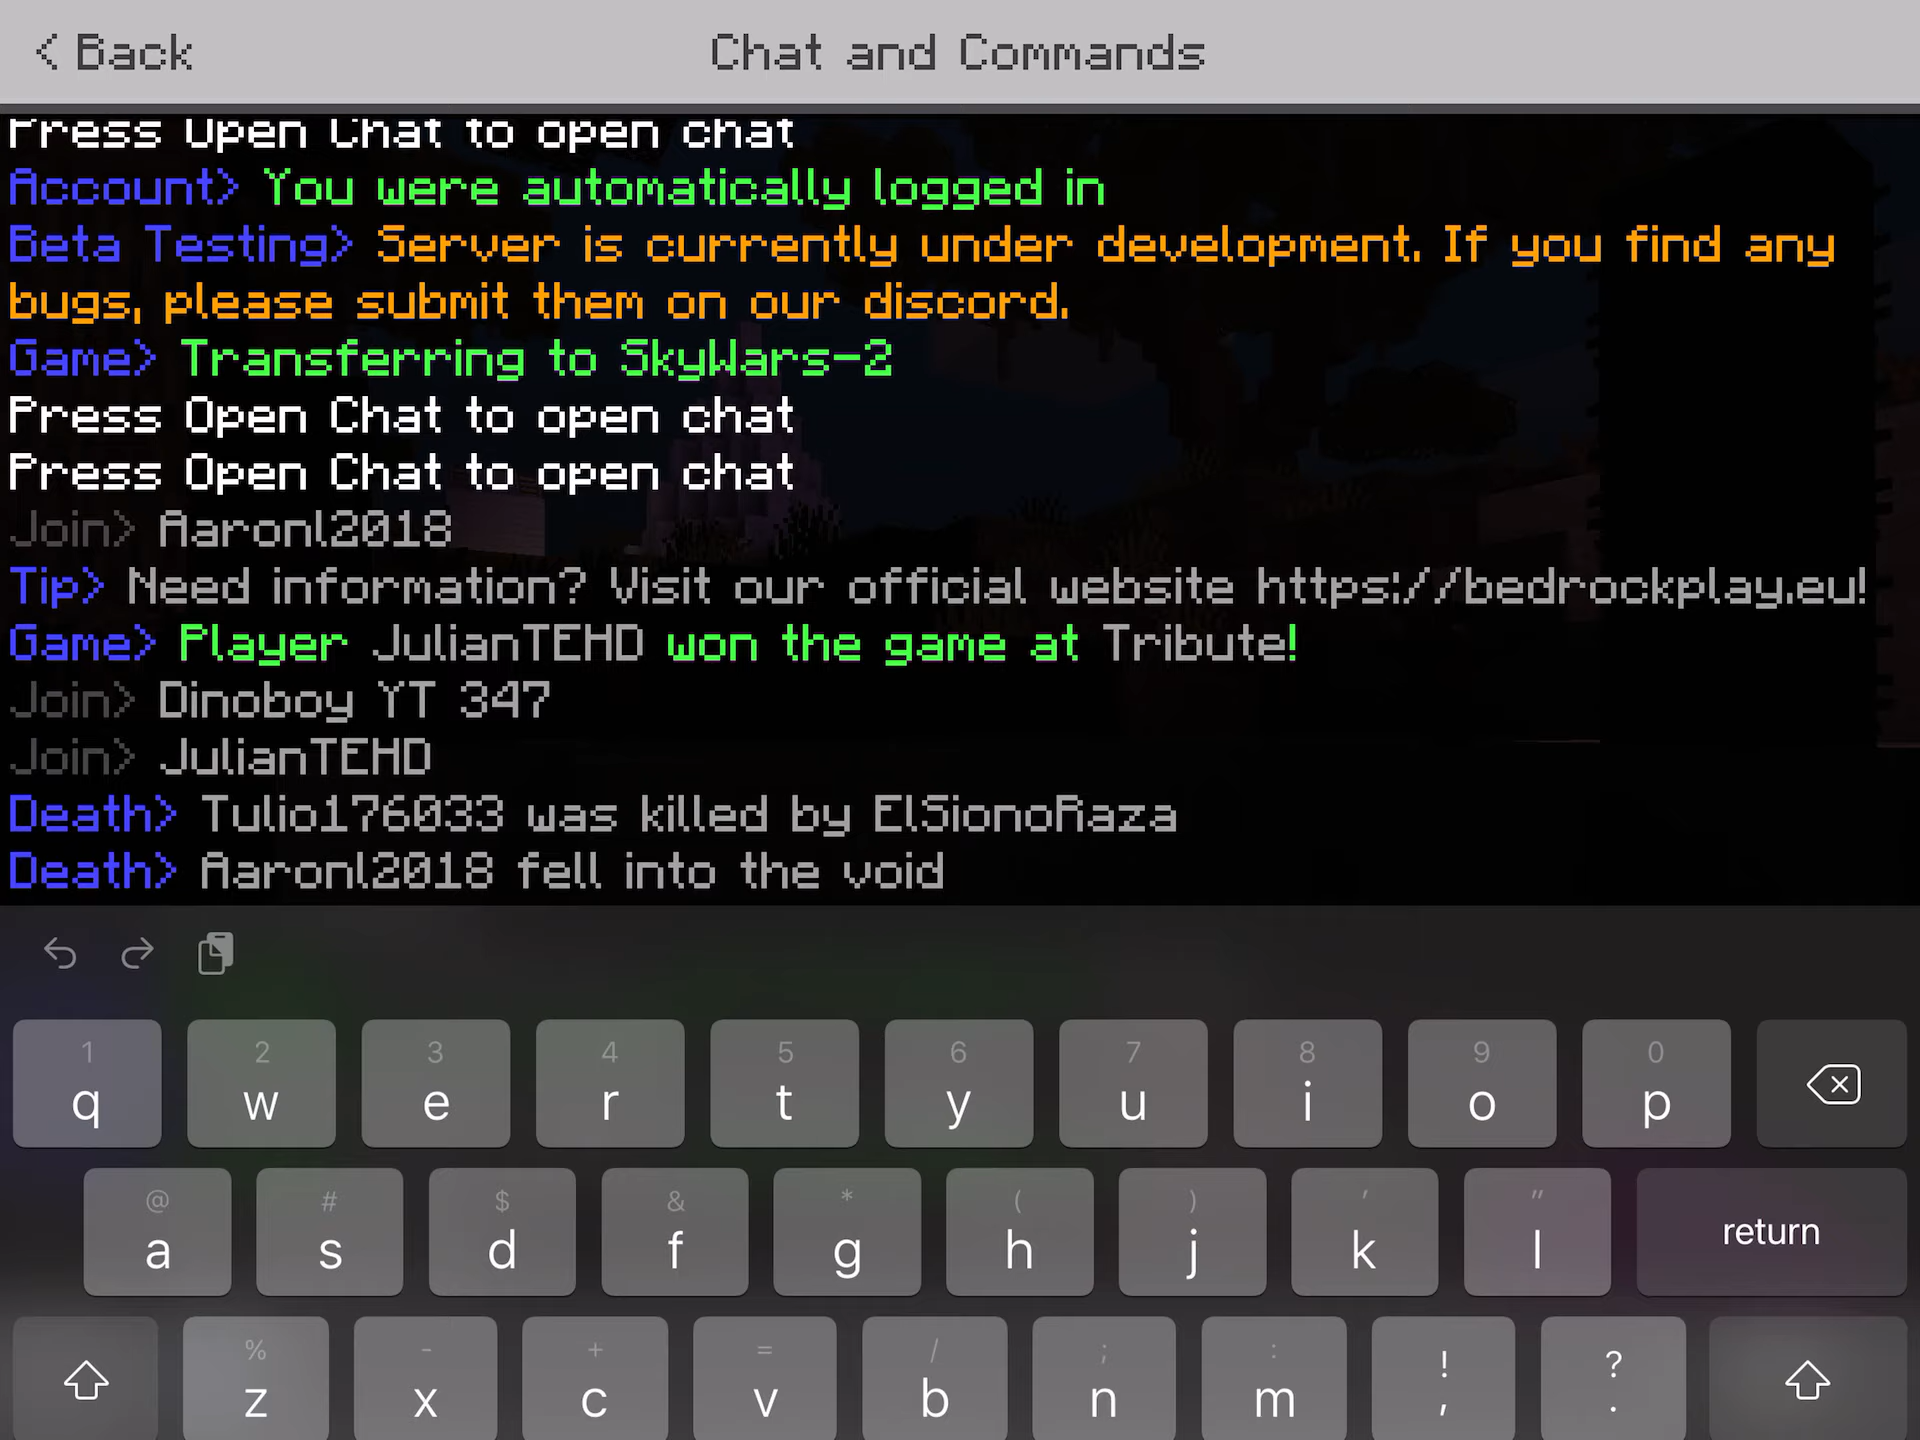 < Back
Chat and Commands
Press Open Chat to open chat
Account> You were automatically logged in
Beta Testing> Server is currently under development. If you find any
bugs, please submit them on our discord.
Game> Transferring to SkyWars-2
Press Open Chat to open chat
Press Open Chat to open chat
Join> Aaronl2018
Tip> Need information? Visit our official website https://bedrockplay.eu!
Game> Player JulianTEHD won the game at Tribute!
Join> Dinoboy YT 347
Join> JulianTEHD
Death> Tulio176033 was killed by ElSionoRaza
Death> Aaronl2018 fell into the void
1 2 3 4 5 6 7 8 9 0
q w e r t y u i o p
@ # $ & * ( ) ' "
a s d f g h j k l return
% - + = / ; : ! ?
z x c v b n m , .